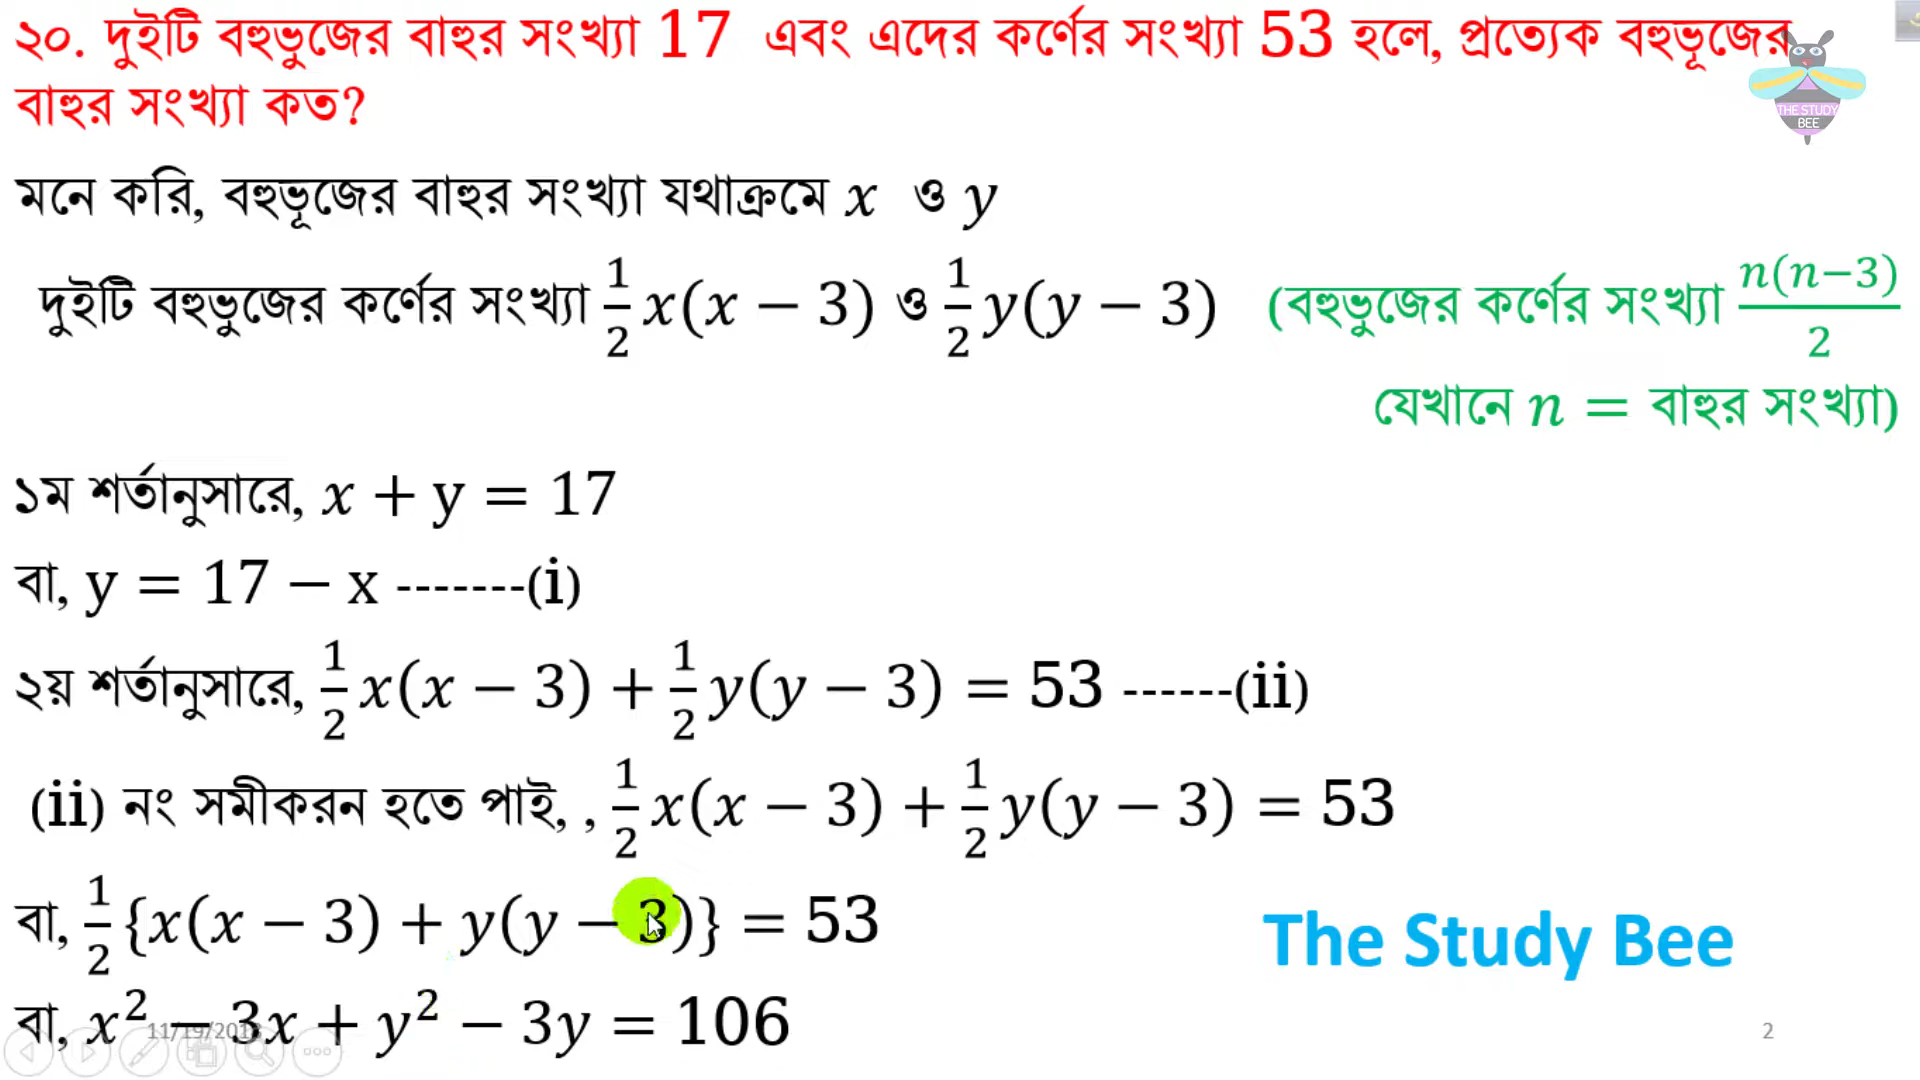 ২০. দুইটি বহুভুজের বাহুর সংখ্যা 17 এবং এদের কর্ণের সংখ্যা 53 হলে, প্রত্যেক বহুভূজের
বাহুর সংখ্যা কত?
THE STUDY
BEE
মনে করি, বহুভূজের বাহুর সংখ্যা যথাক্রমে x ও y
দুইটি বহুভুজের কর্ণের সংখ্যা 1/2 x(x − 3) ও 1/2 y(y − 3) (বহুভুজের কর্ণের সংখ্যা n(n−3)/2
যেখানে n = বাহুর সংখ্যা)
১ম শর্তানুসারে, x + y = 17
বা, y = 17 − x -------(i)
২য় শর্তানুসারে, 1/2 x(x − 3) + 1/2 y(y − 3) = 53 ------(ii)
(ii) নং সমীকরন হতে পাই, , 1/2 x(x − 3) + 1/2 y(y − 3) = 53
বা, 1/2 {x(x − 3) + y(y − 3)} = 53
The Study Bee
বা, x² − 3x + y² − 3y = 106
2